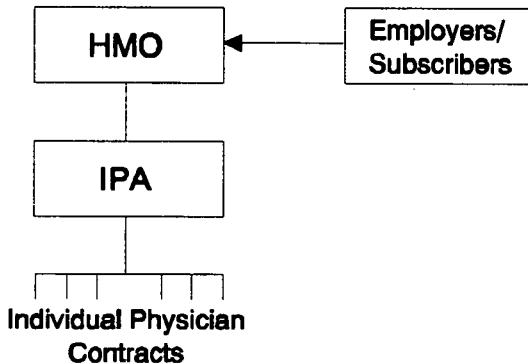 HMO
Employers/
Subscribers
IPA
Individual Physician
Contracts